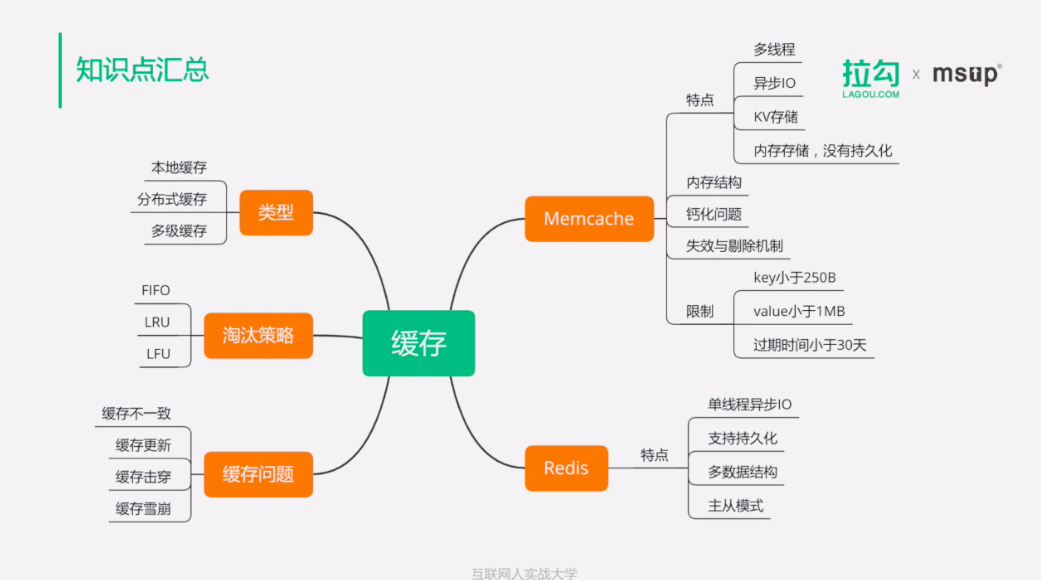 知识点汇总
拉勾
LAGOU.COM
x
msup®
本地缓存
分布式缓存
多级缓存
类型
FIFO
LRU
LFU
淘汰策略
缓存不一致
缓存更新
缓存击穿
缓存雪崩
缓存问题
缓存
Memcache
特点
多线程
异步IO
KV存储
内存存储，没有持久化
内存结构
钙化问题
失效与剔除机制
限制
key小于250B
value小于1MB
过期时间小于30天
Redis
特点
单线程异步IO
支持持久化
多数据结构
主从模式
互联网人实战大学